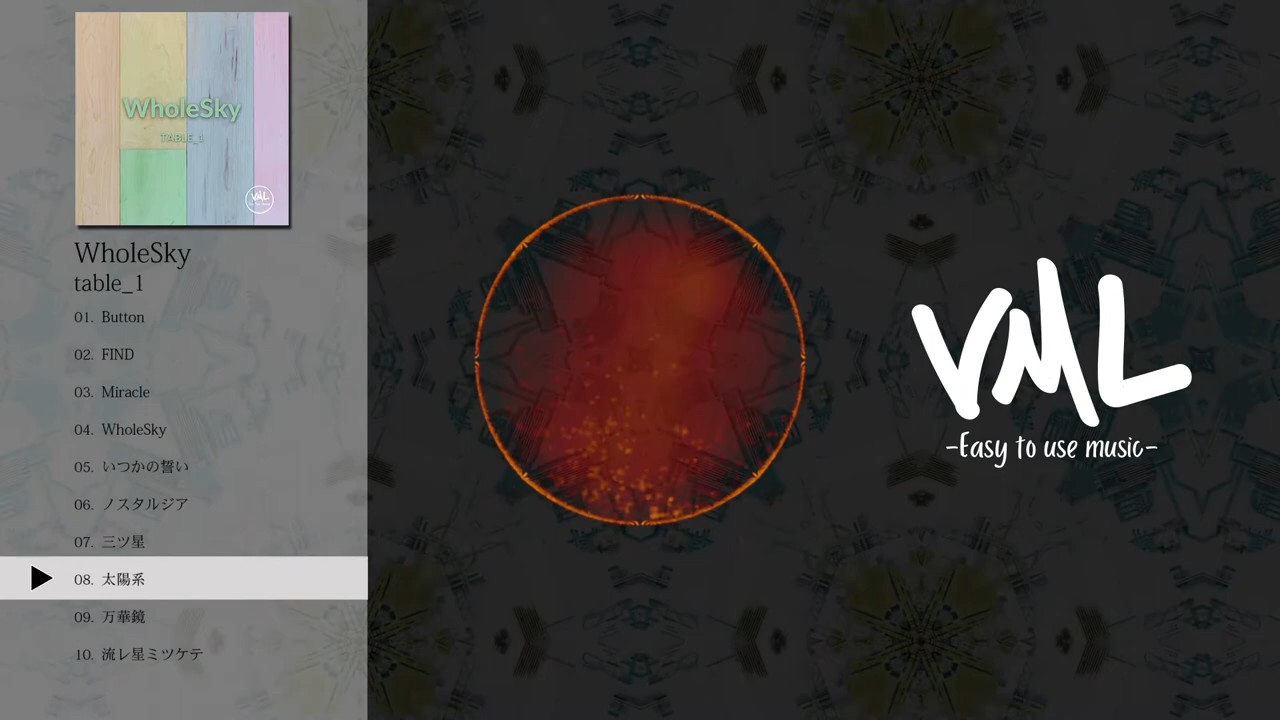 WholeSky
TABLE_1
VML
WholeSky
table_1
01. Button
02. FIND
03. Miracle
04. WholeSky
05. いつかの誓い
06. ノスタルジア
07. 三ツ星
08. 太陽系
09. 万華鏡
10. 流レ星ミツケテ
VML
-Easy to use music-